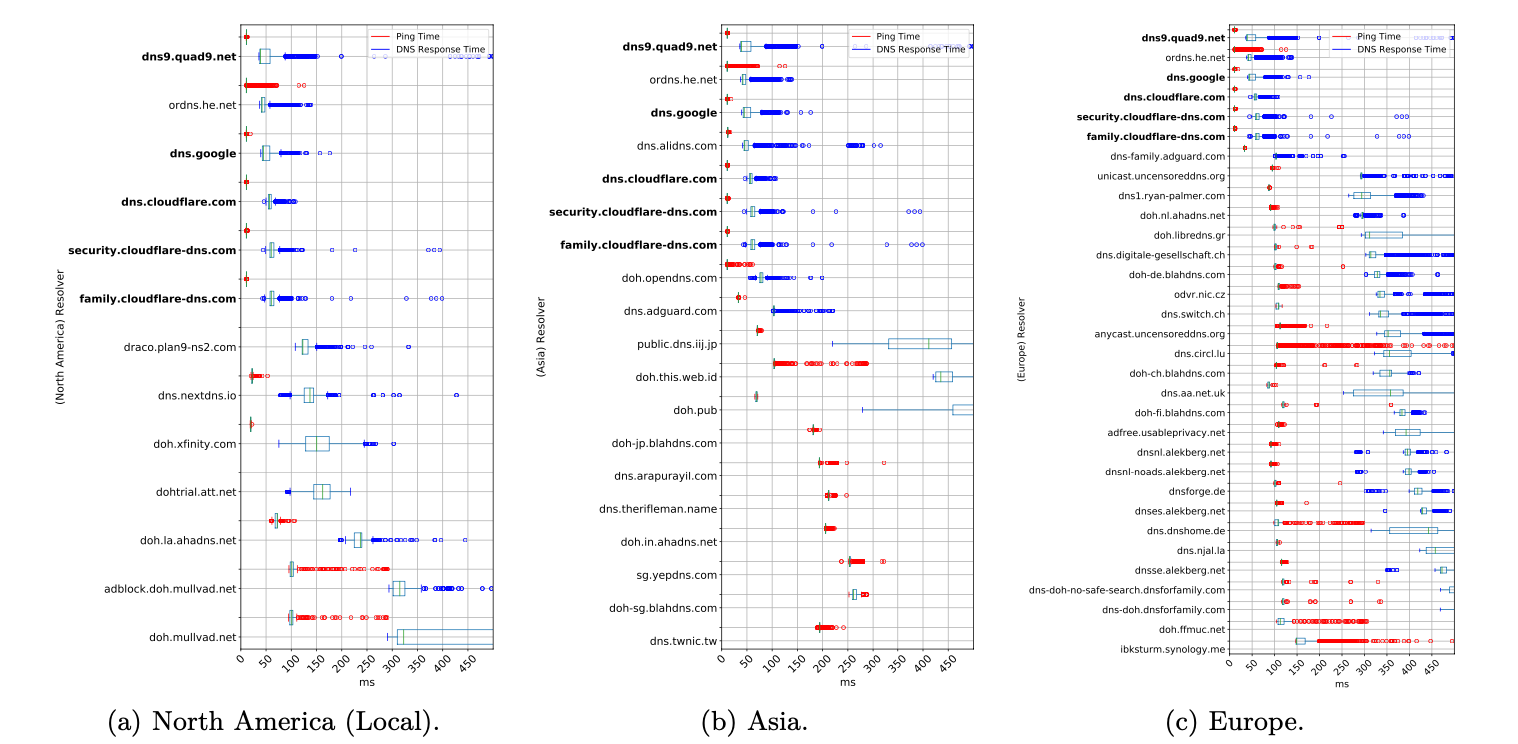 (North America) Resolver
Ping Time
DNS Response Time
dns9.quad9.net
ordns.he.net
dns.google
dns.cloudflare.com
security.cloudflare-dns.com
family.cloudflare-dns.com
draco.plan9-ns2.com
dns.nextdns.io
doh.xfinity.com
dohtrial.att.net
doh.la.ahadns.net
adblock.doh.mullvad.net
doh.mullvad.net
0 50 100 150 200 250 300 350 400 450
ms
(a) North America (Local).
(Asia) Resolver
Ping Time
DNS Response Time
dns9.quad9.net
ordns.he.net
dns.google
dns.alidns.com
dns.cloudflare.com
security.cloudflare-dns.com
family.cloudflare-dns.com
doh.opendns.com
dns.adguard.com
public.dns.iij.jp
doh.this.web.id
doh.pub
doh-jp.blahdns.com
dns.arapurayil.com
dns.therifleman.name
doh.in.ahadns.net
sg.yepdns.com
doh-sg.blahdns.com
dns.twnic.tw
0 50 100 150 200 250 300 350 400 450
ms
(b) Asia.
(Europe) Resolver
Ping Time
DNS Response Time
dns9.quad9.net
ordns.he.net
dns.google
dns.cloudflare.com
security.cloudflare-dns.com
family.cloudflare-dns.com
dns-family.adguard.com
unicast.uncensoreddns.org
dns1.ryan-palmer.com
doh.nl.ahadns.net
doh.libredns.gr
dns.digitale-gesellschaft.ch
doh-de.blahdns.com
odvr.nic.cz
dns.switch.ch
anycast.uncensoreddns.org
dns.circl.lu
doh-ch.blahdns.com
dns.aa.net.uk
doh-fi.blahdns.com
adfree.usableprivacy.net
dnsnl.alekberg.net
dnsnl-noads.alekberg.net
dnsforge.de
dnses.alekberg.net
dns.dnshome.de
dns.njal.la
dnsse.alekberg.net
dns-doh-no-safe-search.dnsforfamily.com
dns-doh.dnsforfamily.com
doh.ffmuc.net
ibksturm.synology.me
0 50 100 150 200 250 300 350 400 450
ms
(c) Europe.